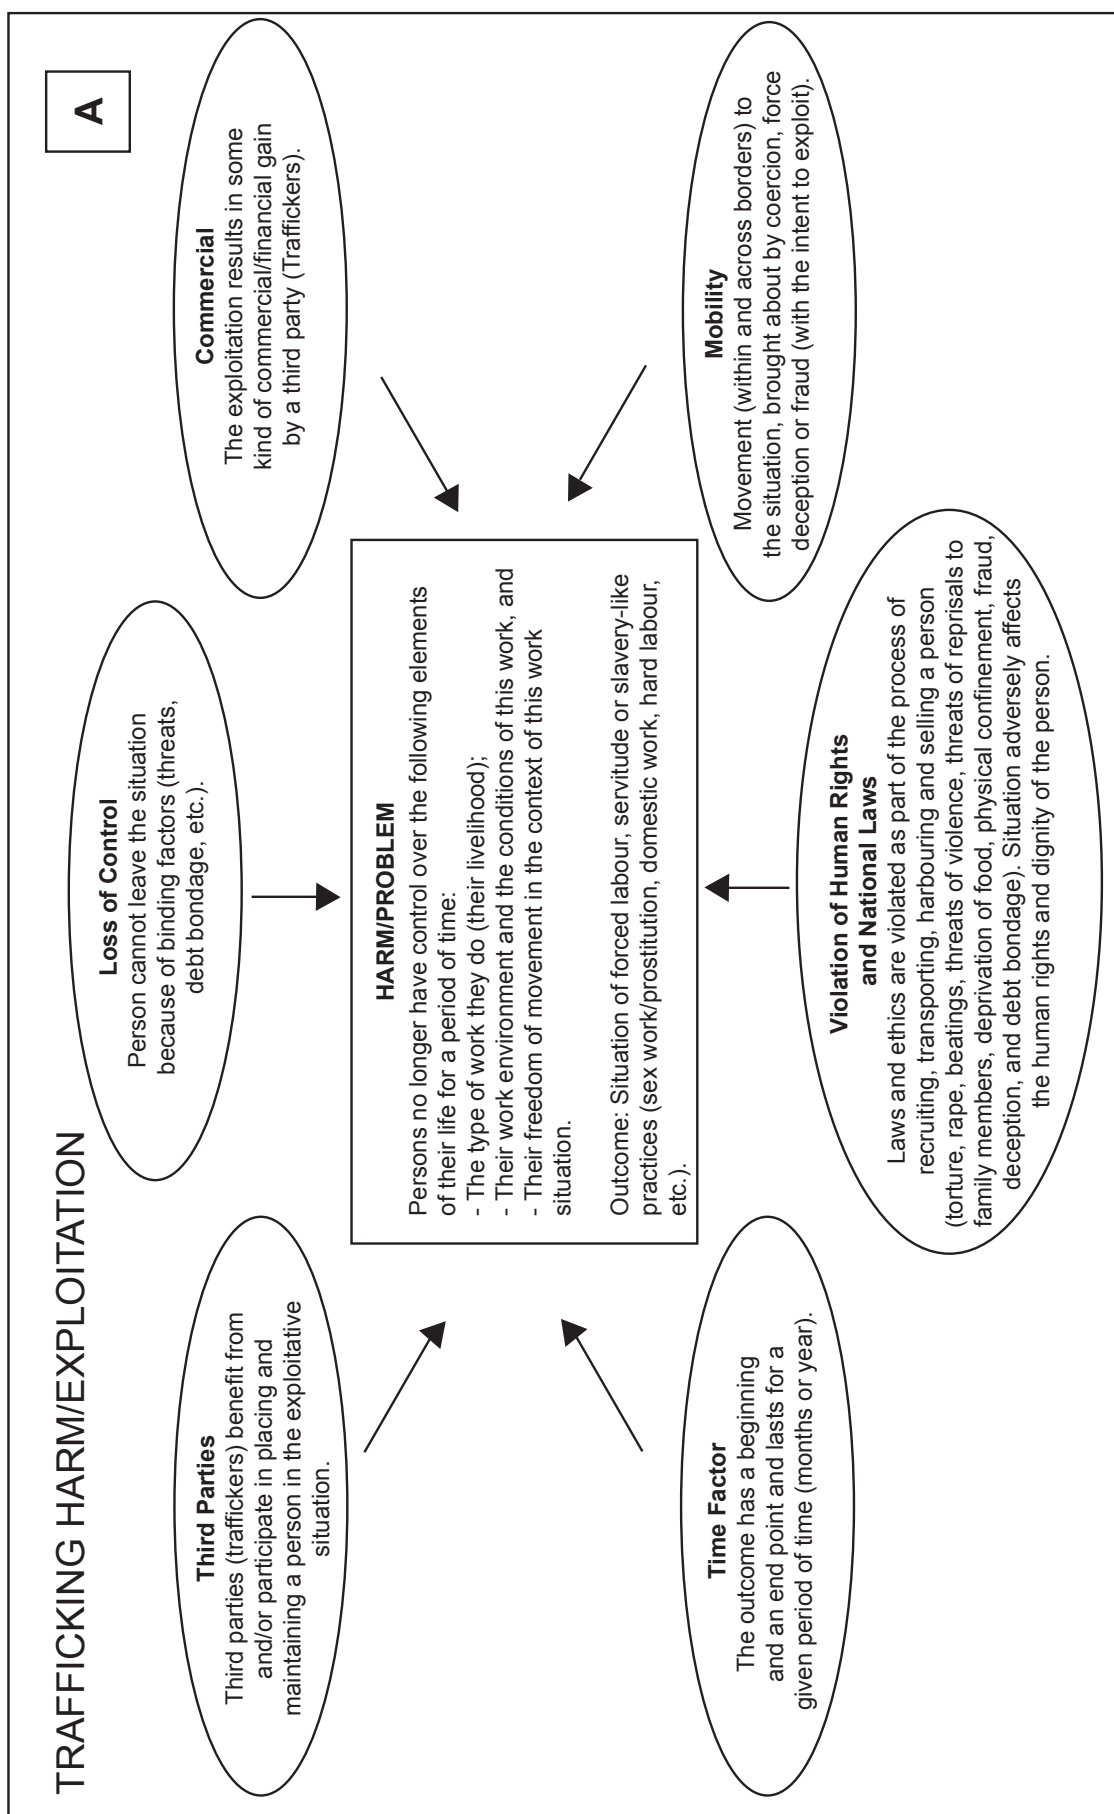 TRAFFICKING HARM/EXPLOITATION
A
Third Parties
Third parties (traffickers) benefit from
and/or participate in placing and
maintaining a person in the exploitative
situation.
Loss of Control
Person cannot leave the situation
because of binding factors (threats,
debt bondage, etc.).
Commercial
The exploitation results in some
kind of commercial/financial gain
by a third party (Traffickers).
HARM/PROBLEM
Persons no longer have control over the following elements
of their life for a period of time:
- The type of work they do (their livelihood);
- Their work environment and the conditions of this work, and
- Their freedom of movement in the context of this work
situation.
Outcome: Situation of forced labour, servitude or slavery-like
practices (sex work/prostitution, domestic work, hard labour,
etc.).
Time Factor
The outcome has a beginning
and an end point and lasts for a
given period of time (months or year).
Violation of Human Rights
and National Laws
Laws and ethics are violated as part of the process of
recruiting, transporting, harbouring and selling a person
(torture, rape, beatings, threats of violence, threats of reprisals to
family members, deprivation of food, physical confinement, fraud,
deception, and debt bondage). Situation adversely affects
the human rights and dignity of the person.
Mobility
Movement (within and across borders) to
the situation, brought about by coercion, force
deception or fraud (with the intent to exploit).